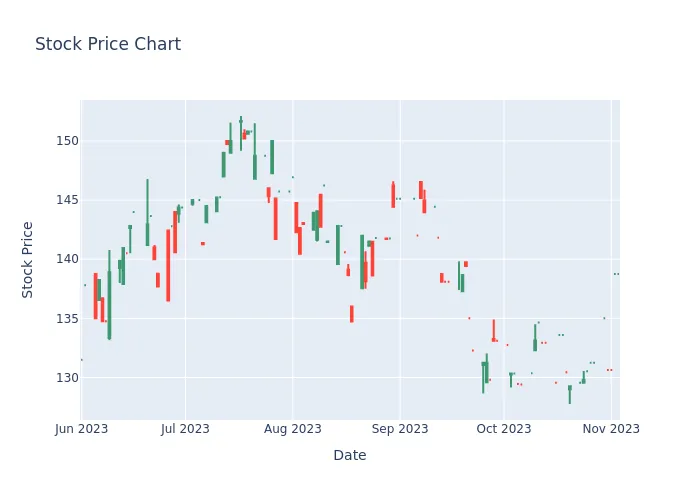 Stock Price Chart
150
145
140
135
130
Stock Price
Jun 2023
Jul 2023
Aug 2023
Sep 2023
Oct 2023
Nov 2023
Date